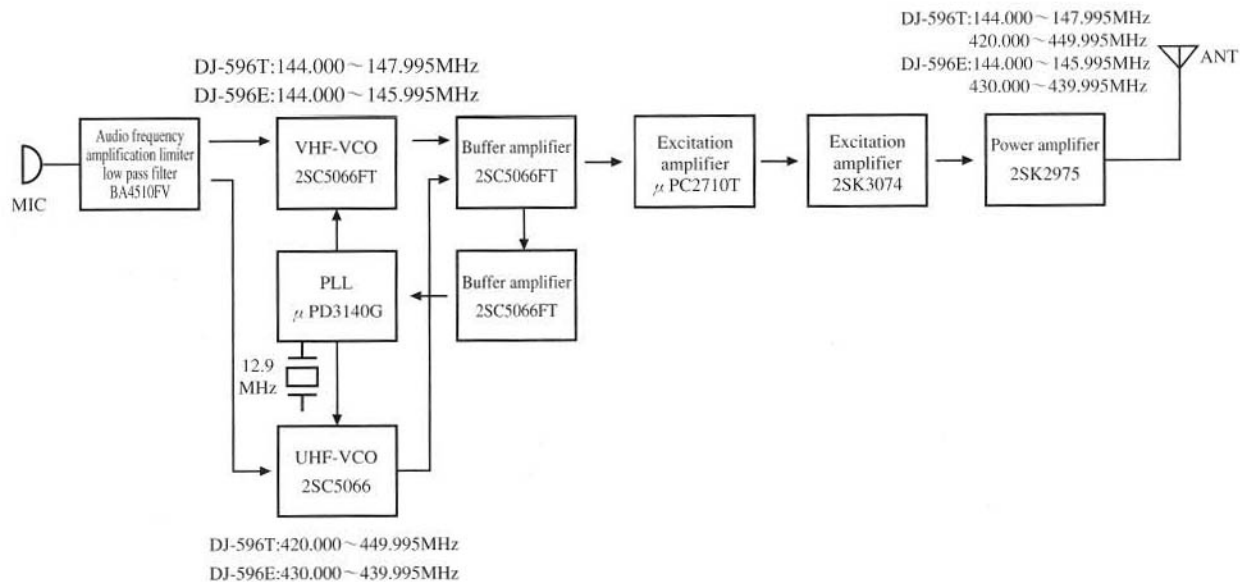 DJ-596T:144.000～147.995MHz
420.000～449.995MHz
DJ-596E:144.000～145.995MHz
430.000～439.995MHz
ANT
DJ-596T:144.000～147.995MHz
DJ-596E:144.000～145.995MHz
MIC
Audio frequency
amplification limiter
low pass filter
BA4510FV
VHF-VCO
2SC5066FT
Buffer amplifier
2SC5066FT
Excitation
amplifier
μ PC2710T
Excitation
amplifier
2SK3074
Power amplifier
2SK2975
PLL
μ PD3140G
Buffer amplifier
2SC5066FT
12.9
MHz
UHF-VCO
2SC5066
DJ-596T:420.000～449.995MHz
DJ-596E:430.000～439.995MHz